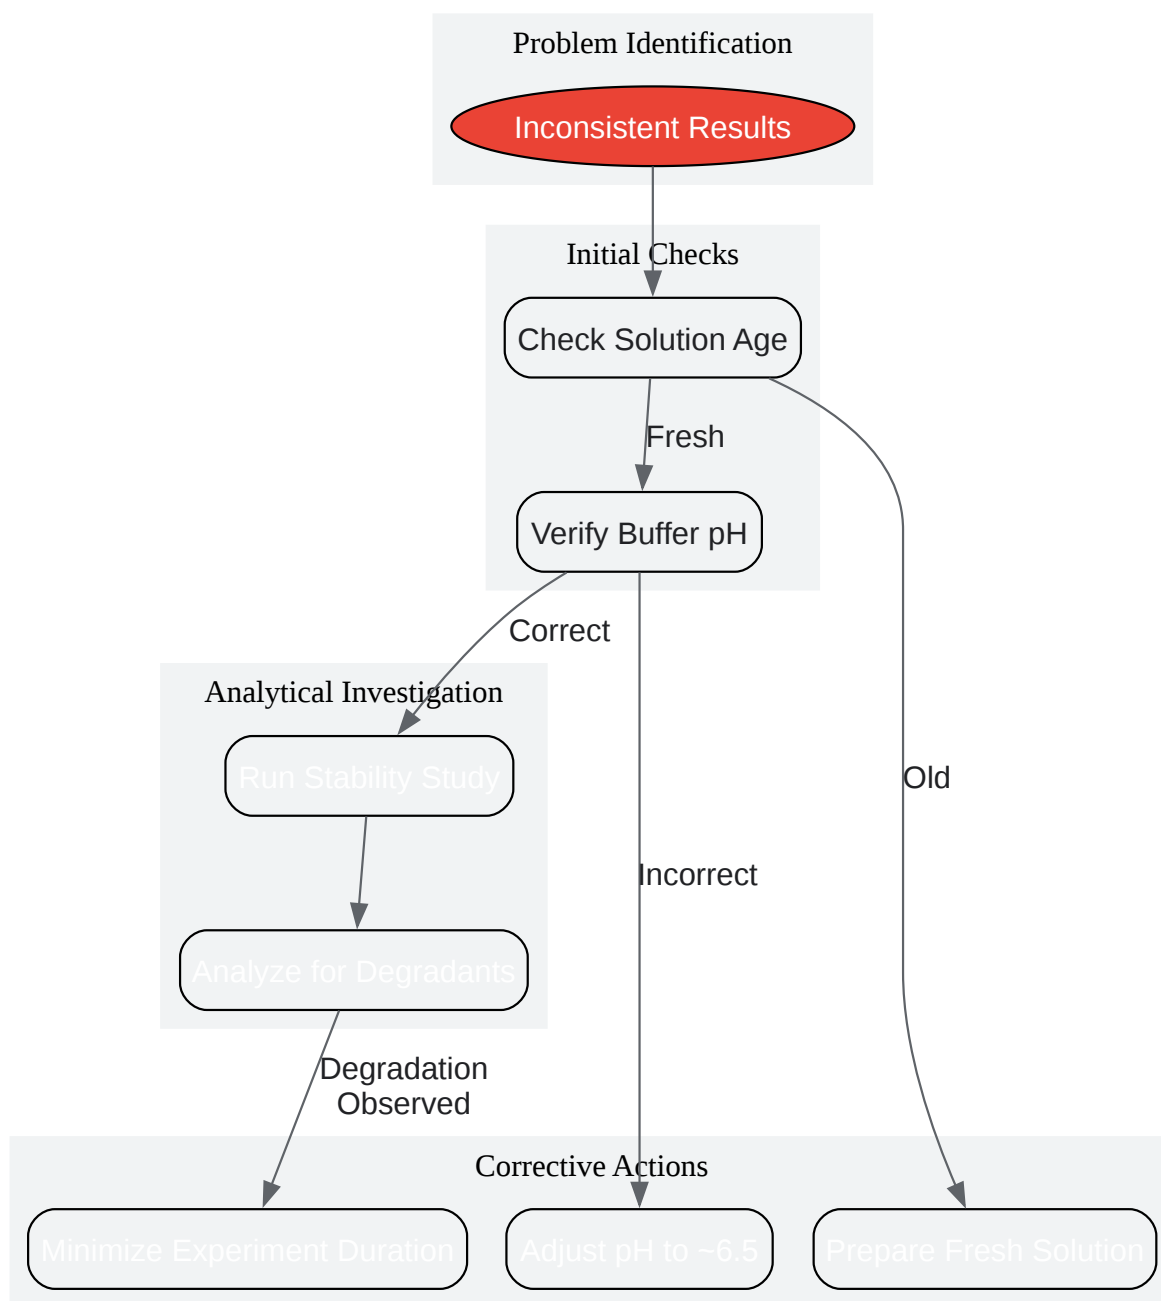 Problem Identification
Inconsistent Results
Initial Checks
Check Solution Age
Fresh
Verify Buffer pH
Correct
Analytical Investigation
Run Stability Study
Old
Incorrect
Analyze for Degradants
Degradation
Observed
Corrective Actions
Minimize Experiment Duration
Adjust pH to ~6.5
Prepare Fresh Solution